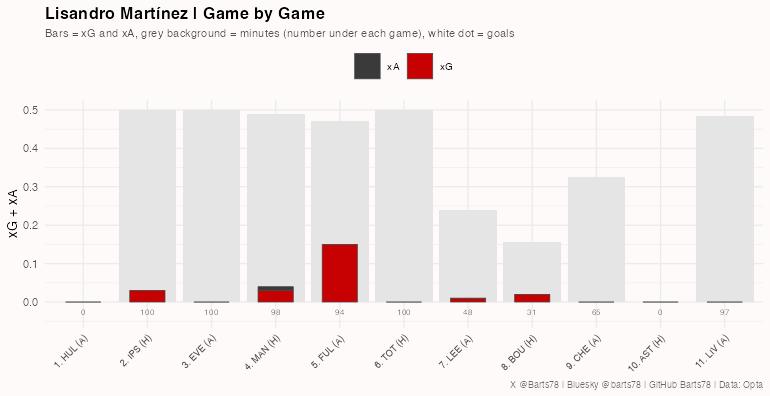 Lisandro Martínez | Game by Game
Bars = xG and xA, grey background = minutes (number under each game), white dot = goals
xA xG
xG + xA
0.5
0.4
0.3
0.2
0.1
0.0
0 100 100 98 94 100 48 31 65 0 97
1. HUL (A)
2. IPS (H)
3. EVE (A)
4. MAN (H)
5. FUL (A)
6. TOT (H)
7. LEE (A)
8. BOU (H)
9. CHE (A)
10. AST (H)
11. LIV (A)
X @Barts78 | Bluesky @barts78 | GitHub Barts78 | Data: Opta